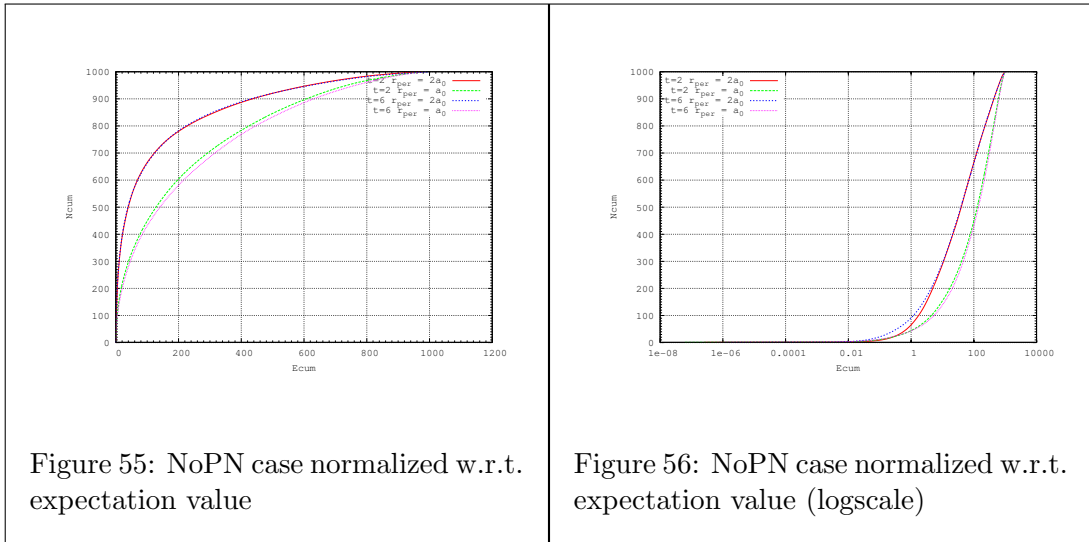 1000
900
800
700
600
500
400
300
200
100
0
Ncum
t=2 r_per = 2a_0
t=2 r_per = a_0
t=6 r_per = 2a_0
t=6 r_per = a_0
0 200 400 600 800 1000 1200
Ecum
Figure 55: NoPN case normalized w.r.t.
expectation value
1000
900
800
700
600
500
400
300
200
100
0
Ncum
t=2 r_per = 2a_0
t=2 r_per = a_0
t=6 r_per = 2a_0
t=6 r_per = a_0
1e-08 1e-06 0.0001 0.01 1 100 10000
Ecum
Figure 56: NoPN case normalized w.r.t.
expectation value (logscale)